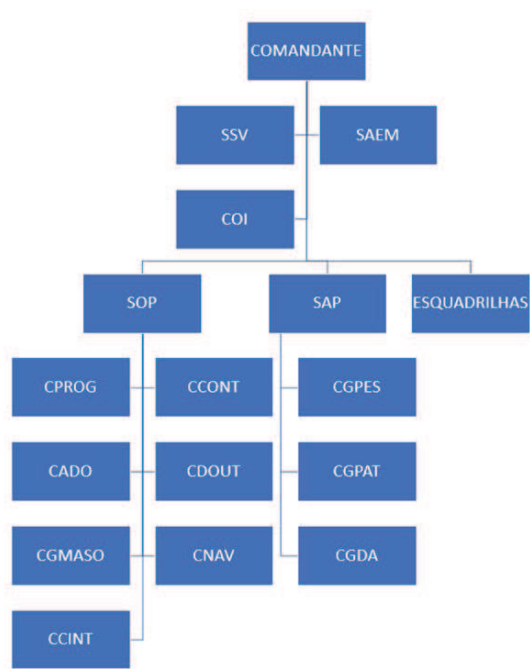 COMANDANTE
SSV
SAEM
COI
SOP
SAP
ESQUADRILHAS
CPROG
CCONT
CGPES
CADO
CDOUT
CGPAT
CGMASO
CNAV
CGDA
CCINT